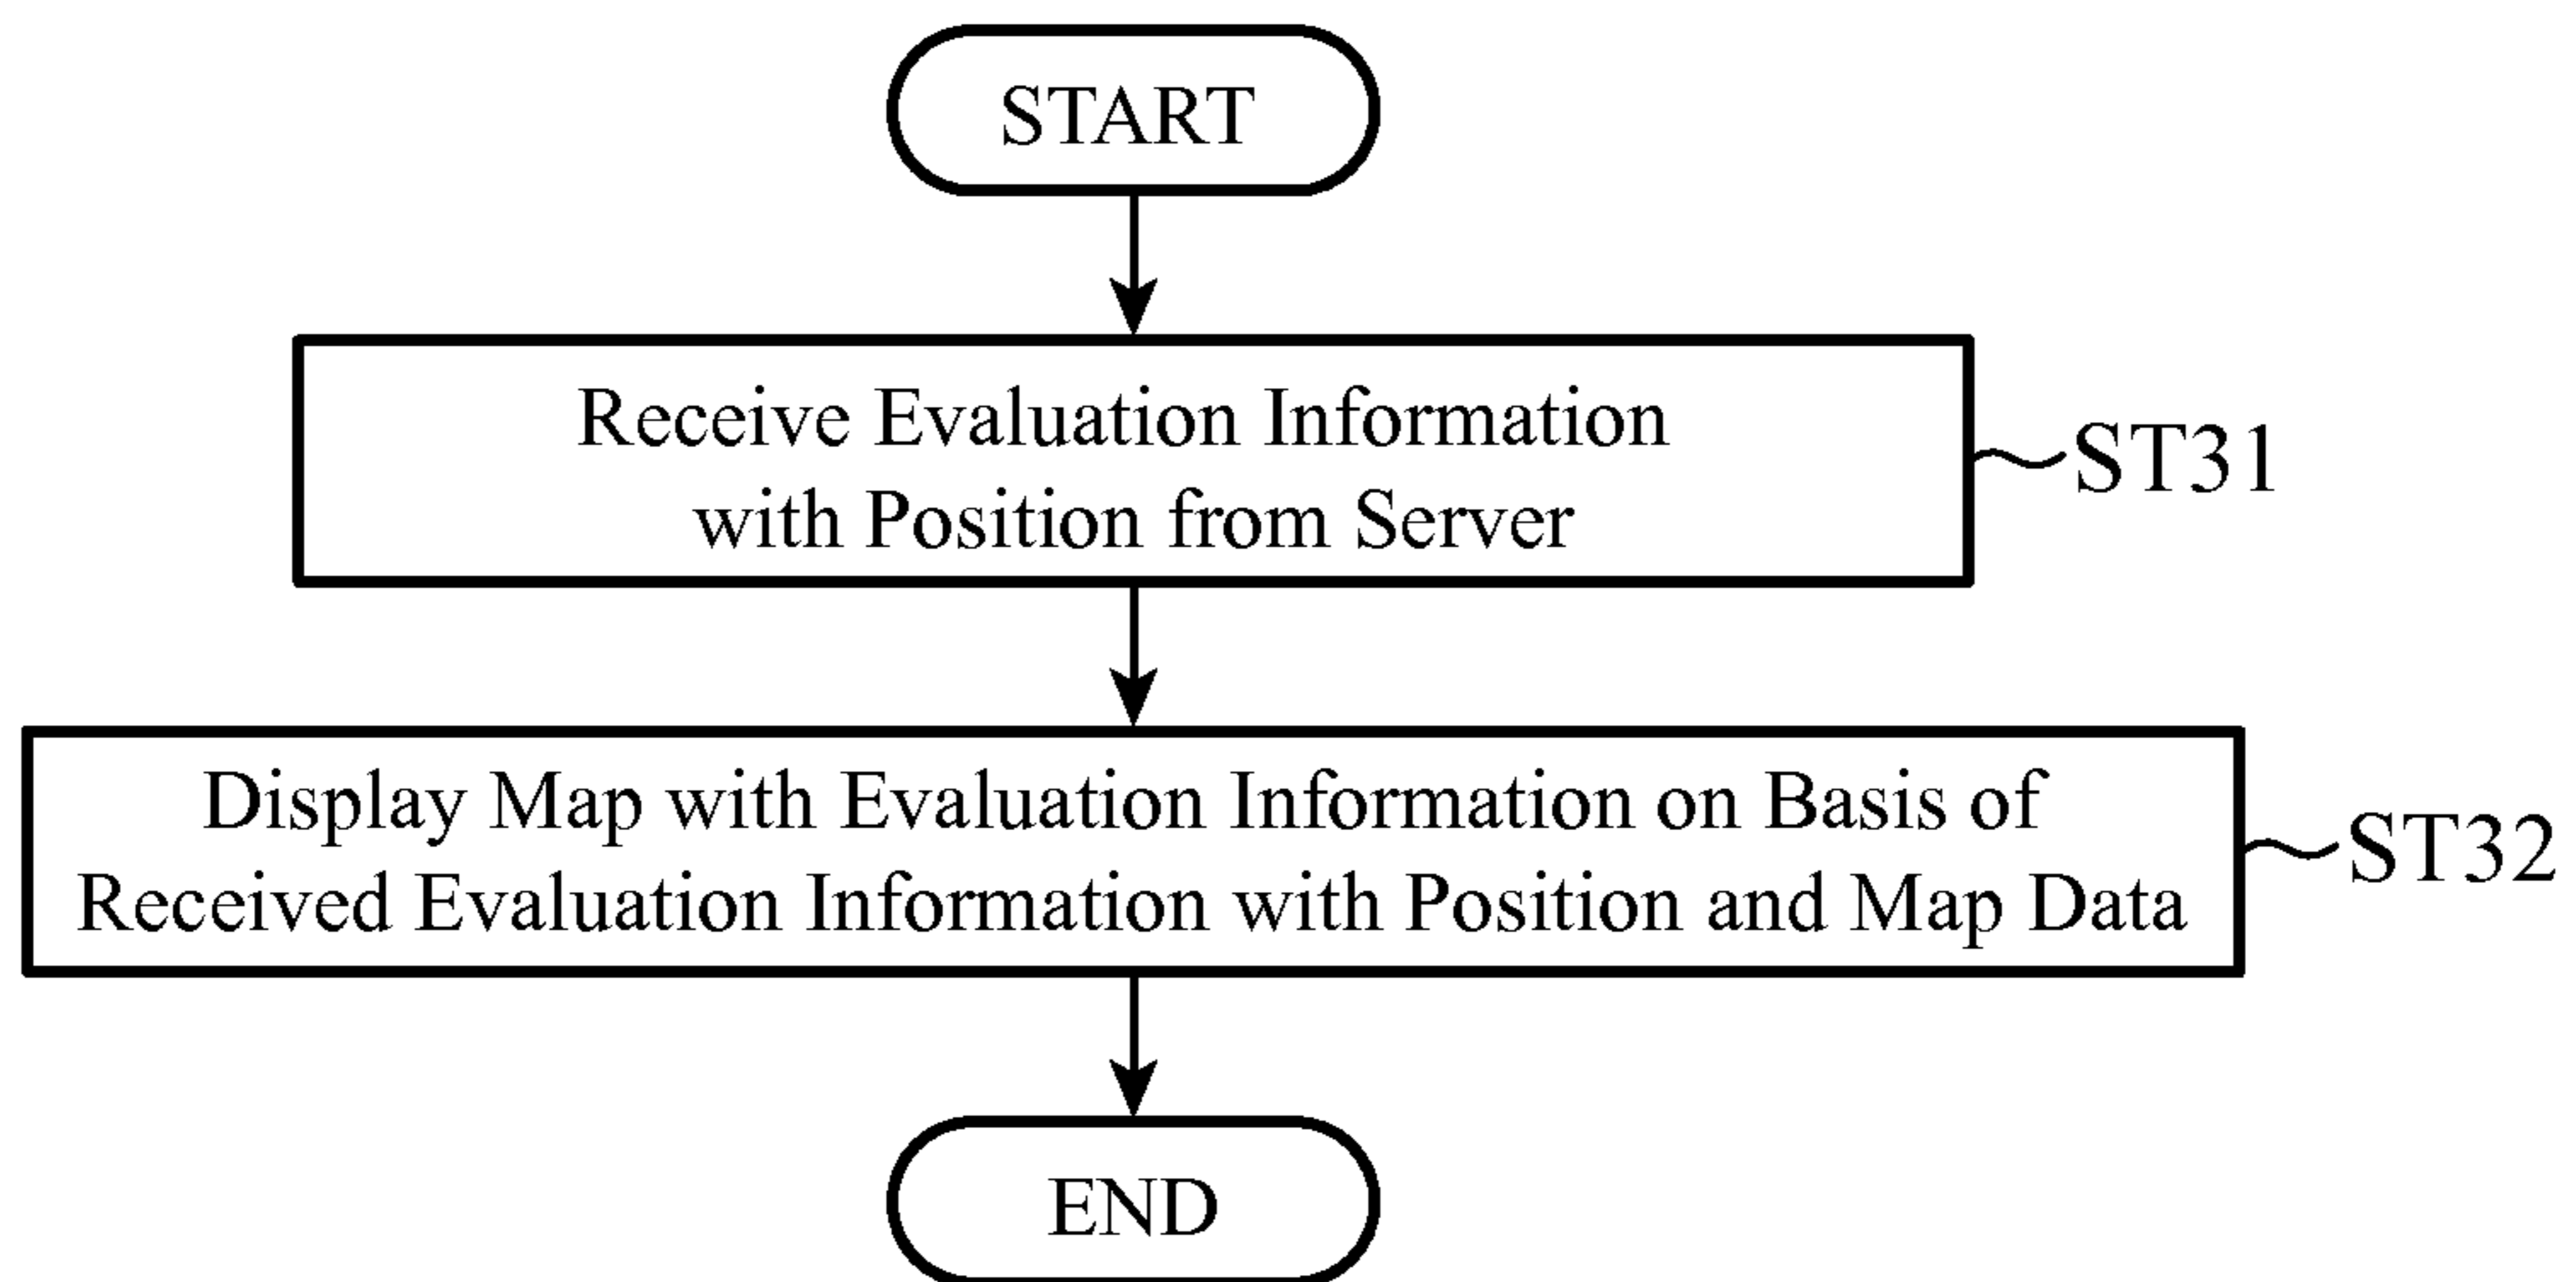 START
Receive Evaluation Information
with Position from Server
ST31
Display Map with Evaluation Information on Basis of
Received Evaluation Information with Position and Map Data
ST32
END